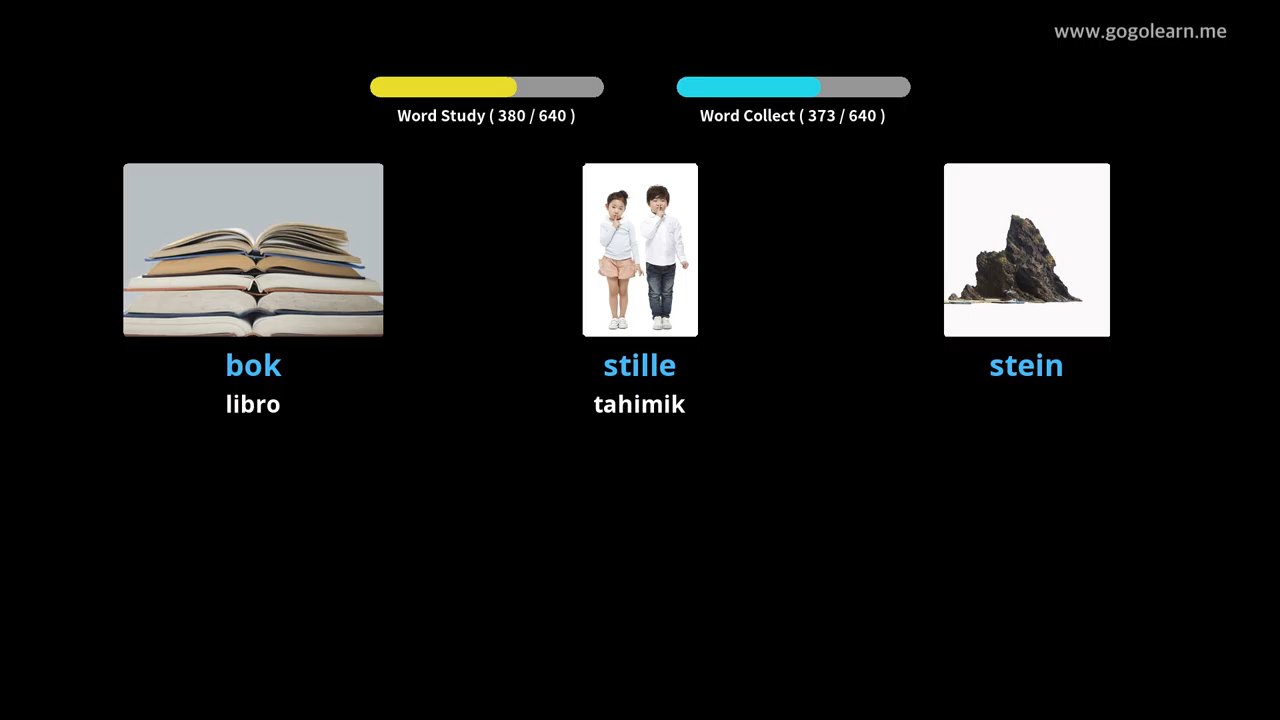 www.gogolearn.me
Word Study ( 380 / 640 )
Word Collect ( 373 / 640 )
bok
libro
stille
tahimik
stein